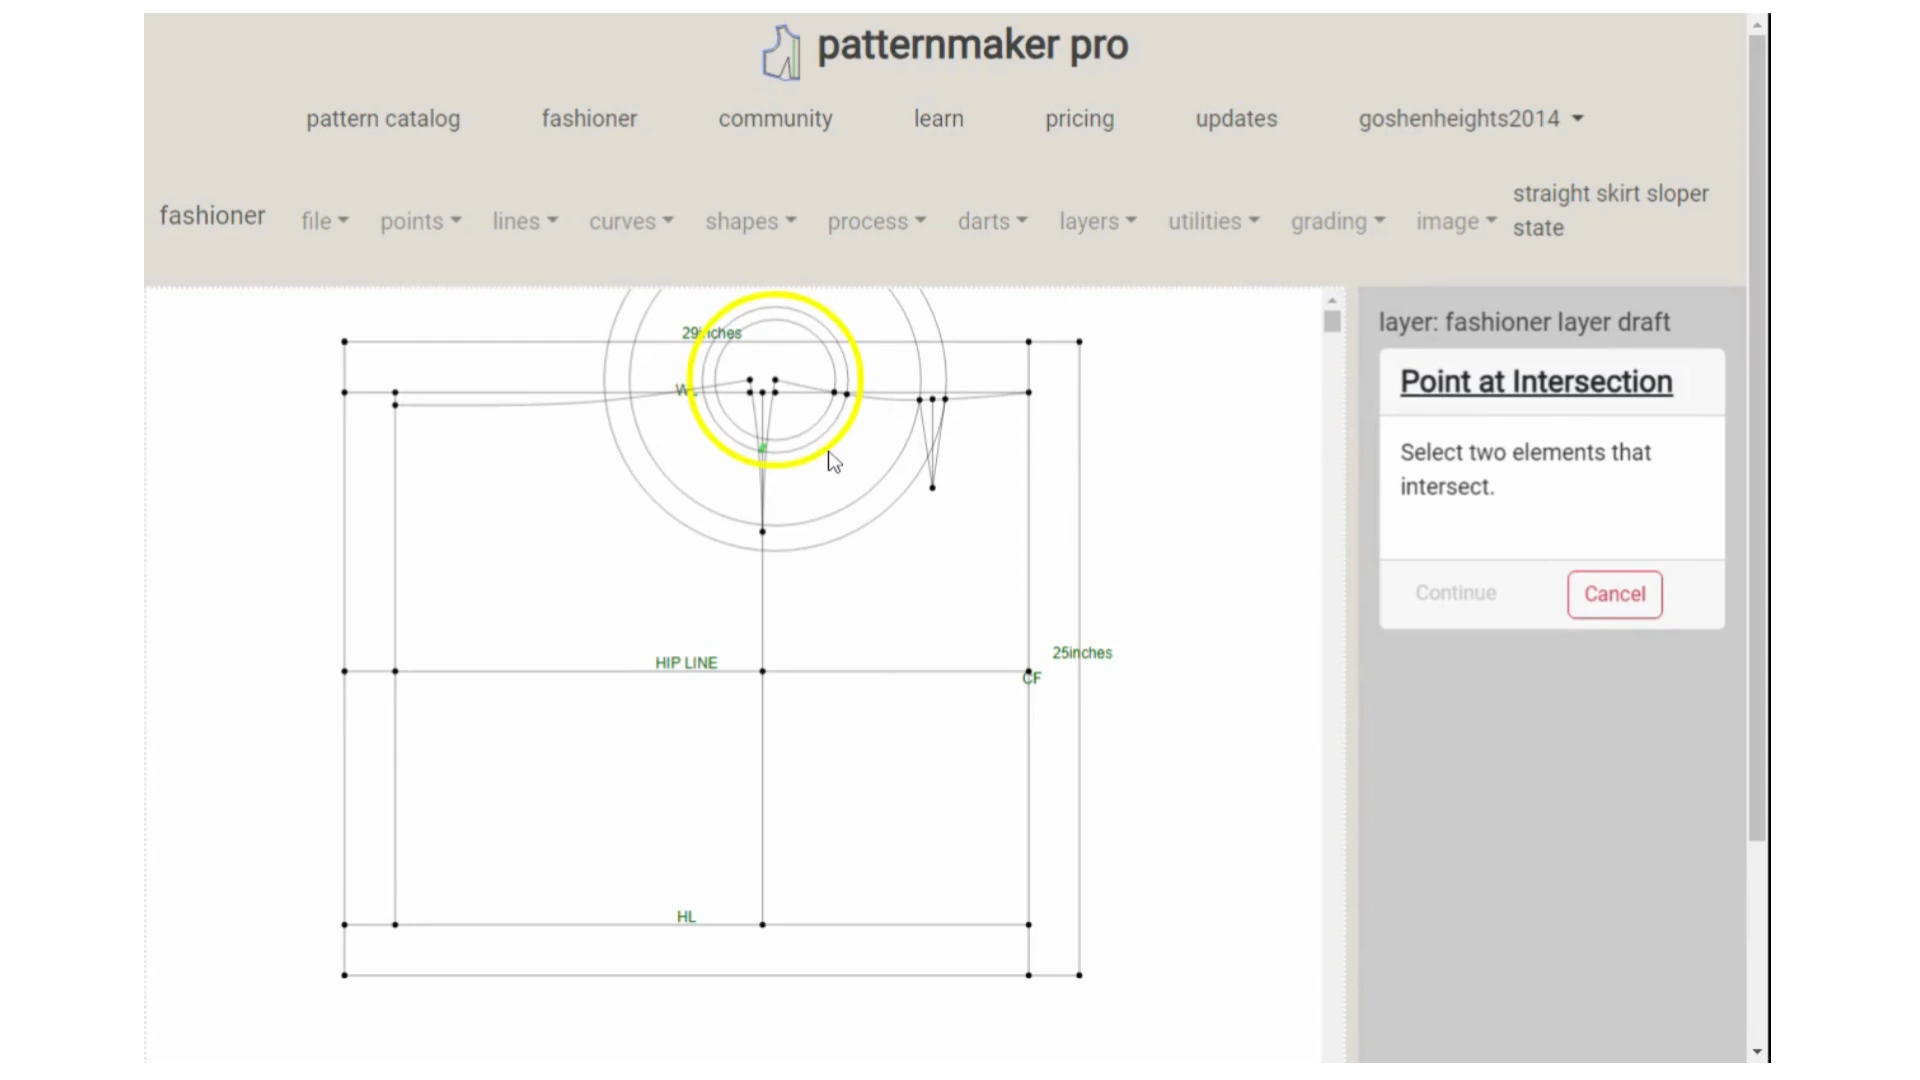 patternmaker pro
pattern catalog fashioner community learn pricing updates goshenheights2014
fashioner file points lines curves shapes process darts layers utilities grading image straight skirt sloper
state
layer: fashioner layer draft
Point at Intersection
Select two elements that
intersect.
Continue Cancel
29inches
HIP LINE
25inches
CF
HL